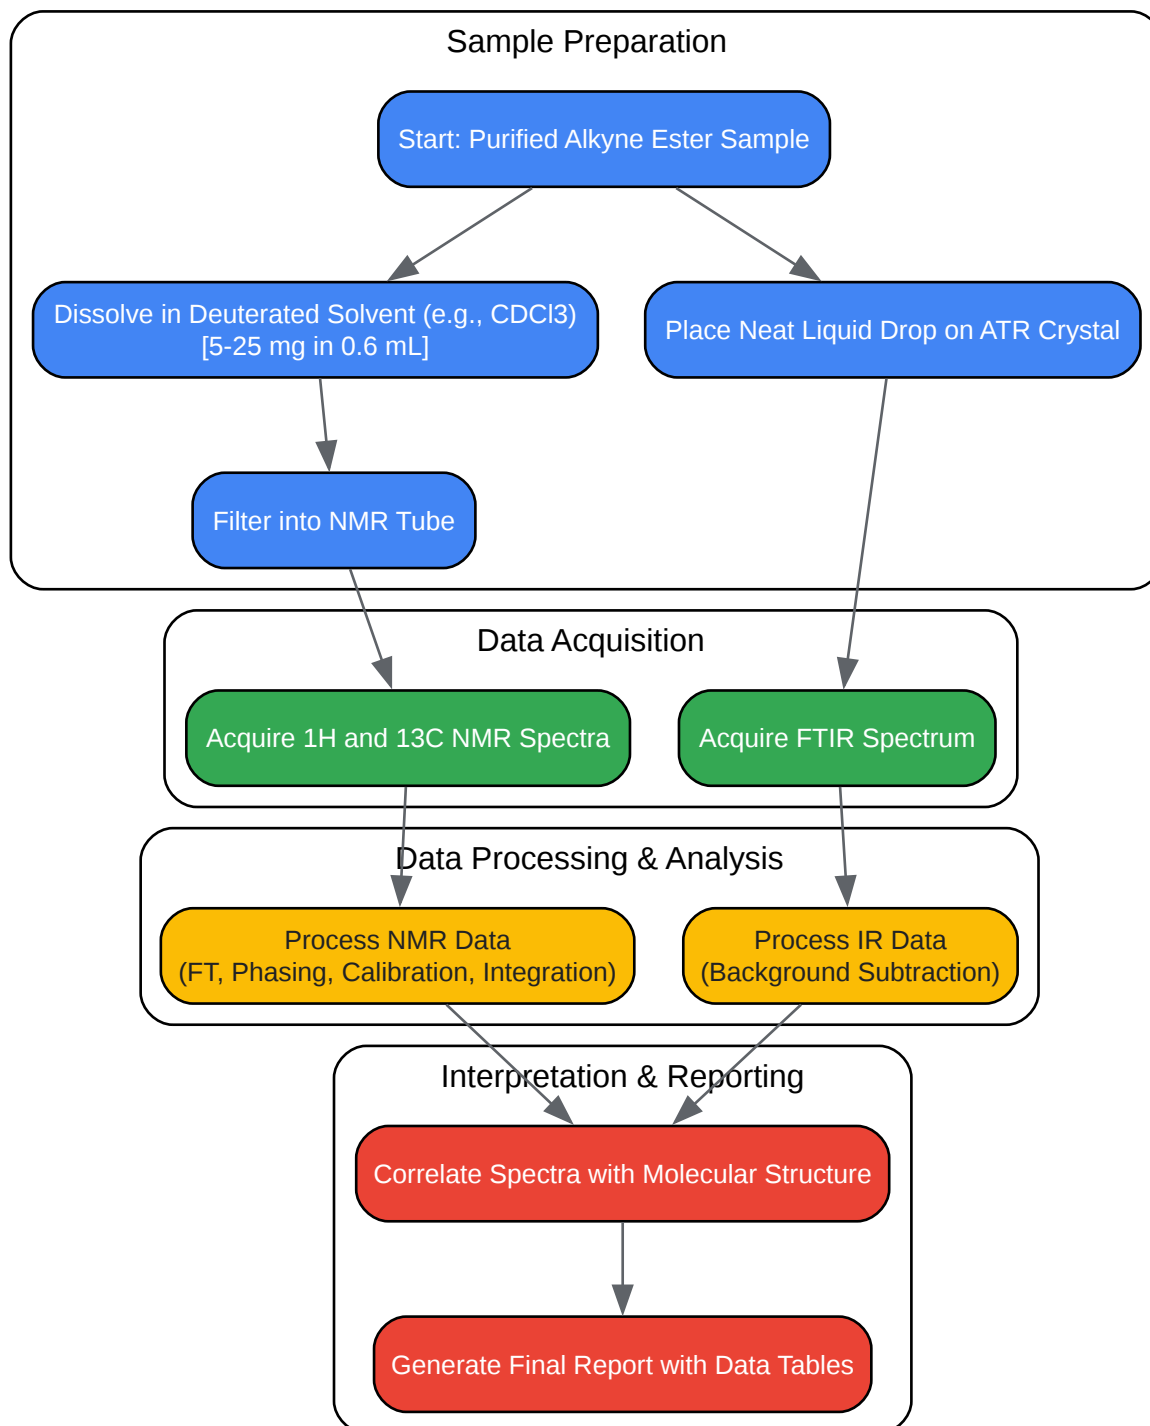 Sample Preparation
Start: Purified Alkyne Ester Sample
Dissolve in Deuterated Solvent (e.g., CDCl3)
[5-25 mg in 0.6 mL]
Place Neat Liquid Drop on ATR Crystal
Filter into NMR Tube
Data Acquisition
Acquire 1H and 13C NMR Spectra
Acquire FTIR Spectrum
Data Processing & Analysis
Process NMR Data
(FT, Phasing, Calibration, Integration)
Process IR Data
(Background Subtraction)
Interpretation & Reporting
Correlate Spectra with Molecular Structure
Generate Final Report with Data Tables